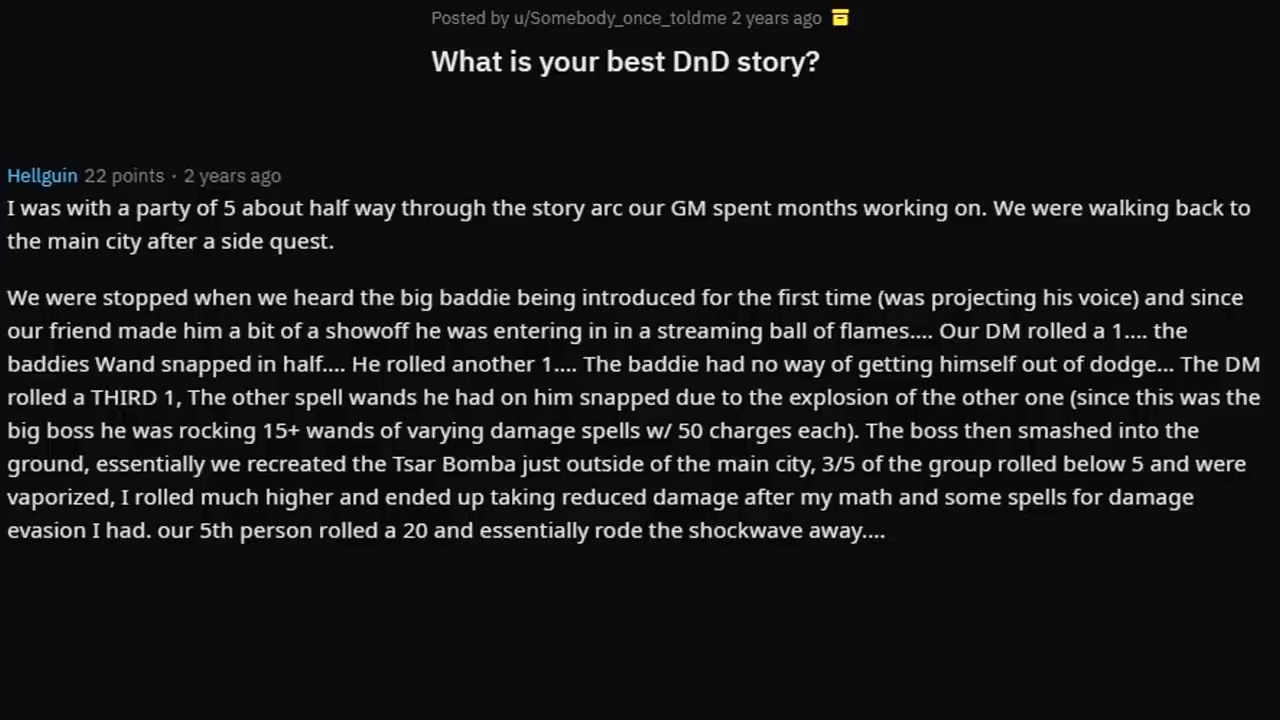 Posted by u/Somebody_once_toldme 2 years ago
What is your best DnD story?
Hellguin 22 points · 2 years ago
I was with a party of 5 about half way through the story arc our GM spent months working on. We were walking back to
the main city after a side quest.
We were stopped when we heard the big baddie being introduced for the first time (was projecting his voice) and since
our friend made him a bit of a showoff he was entering in in a streaming ball of flames.... Our DM rolled a 1.... the
baddies Wand snapped in half.... He rolled another 1.... The baddie had no way of getting himself out of dodge... The DM
rolled a THIRD 1, The other spell wands he had on him snapped due to the explosion of the other one (since this was the
big boss he was rocking 15+ wands of varying damage spells w/ 50 charges each). The boss then smashed into the
ground, essentially we recreated the Tsar Bomba just outside of the main city, 3/5 of the group rolled below 5 and were
vaporized, I rolled much higher and ended up taking reduced damage after my math and some spells for damage
evasion I had. our 5th person rolled a 20 and essentially rode the shockwave away....